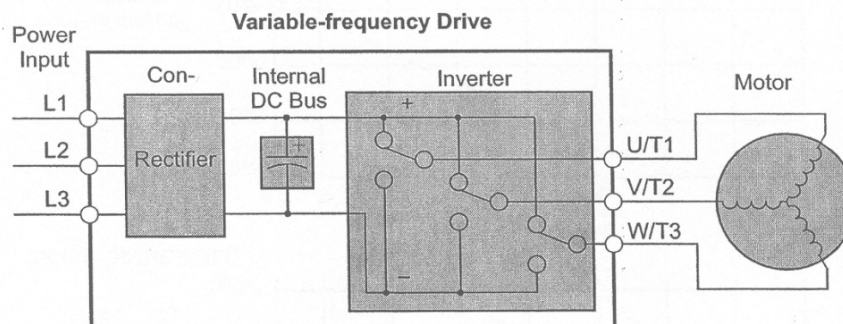 Variable-frequency Drive
Power
Input
Con-
Rectifier
Internal
DC Bus
Inverter
Motor
L1
L2
L3
+
+
−
U/T1
V/T2
W/T3